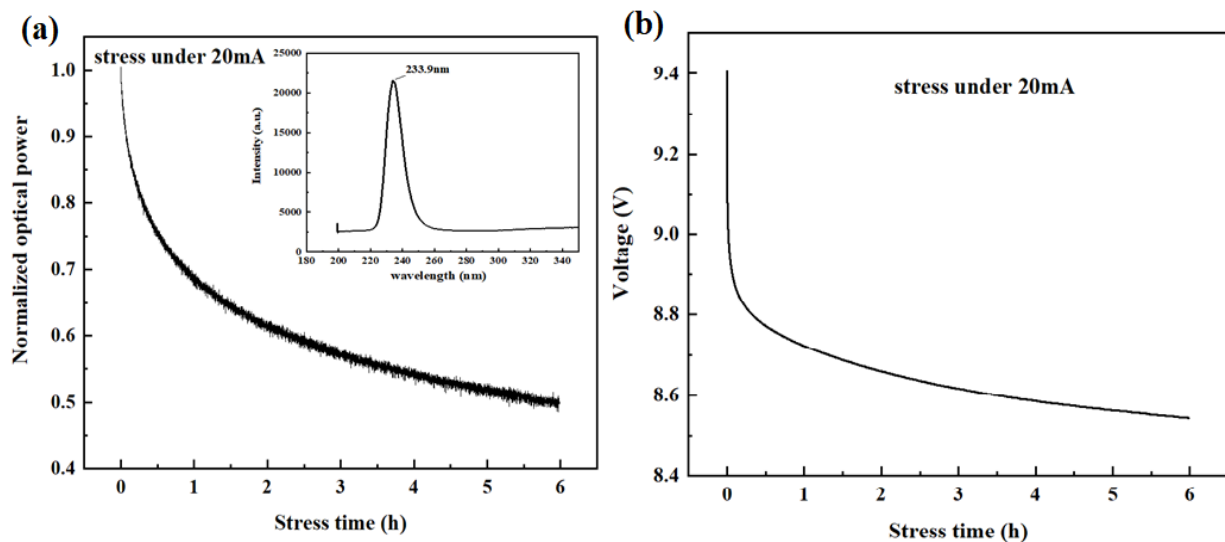 (a)
stress under 20mA
Normalized optical power
1.0
0.9
0.8
0.7
0.6
0.5
0.4
0 1 2 3 4 5 6
Stress time (h)
233.9nm
Intensity (a.u.)
25000
20000
15000
10000
5000
0
180 200 220 240 260 280 300 320 340
wavelength (nm)
(b)
stress under 20mA
Voltage (V)
9.4
9.2
9.0
8.8
8.6
8.4
0 1 2 3 4 5 6
Stress time (h)